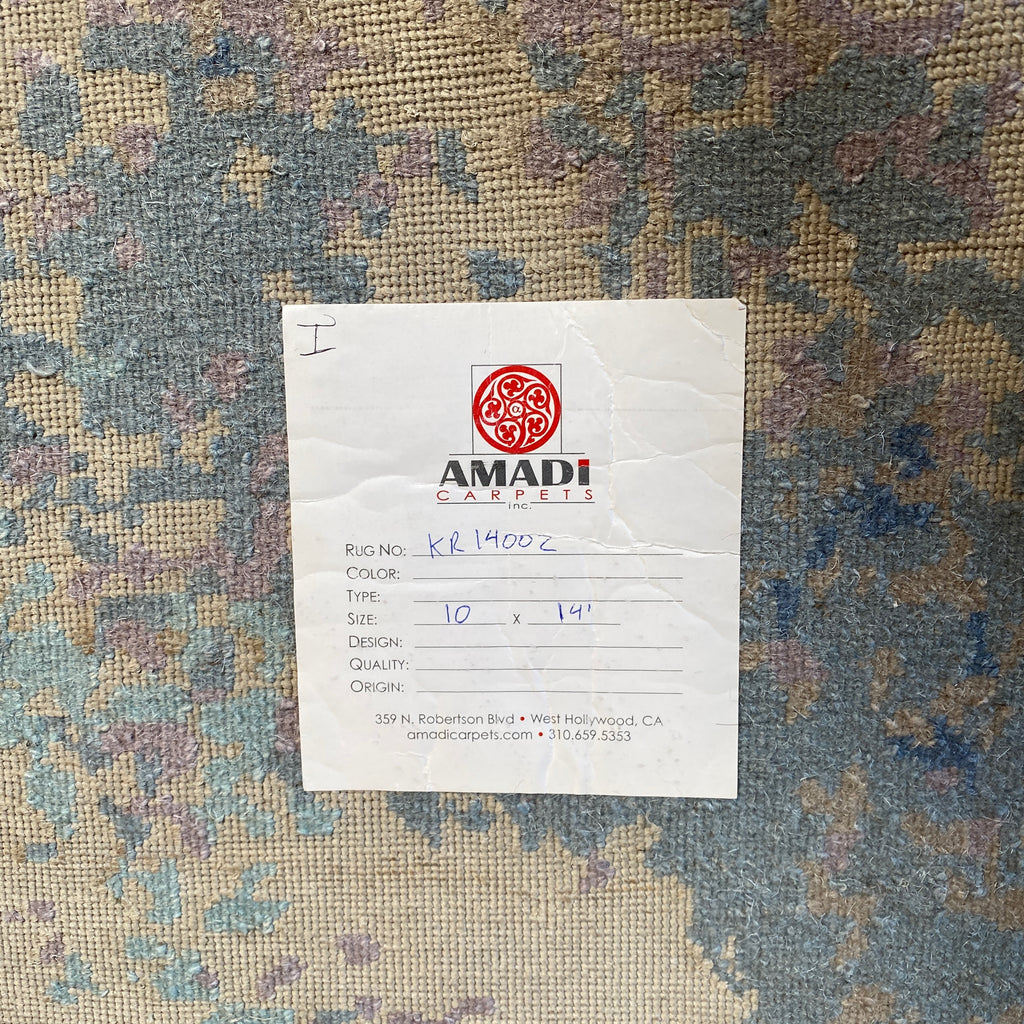 I
α
AMADi
CARPETS
inc.
RUG NO: KR 14002
COLOR:
TYPE:
SIZE: 10 x 14'
DESIGN:
QUALITY:
ORIGIN:
359 N. Robertson Blvd • West Hollywood, CA
amadicarpets.com • 310.659.5353